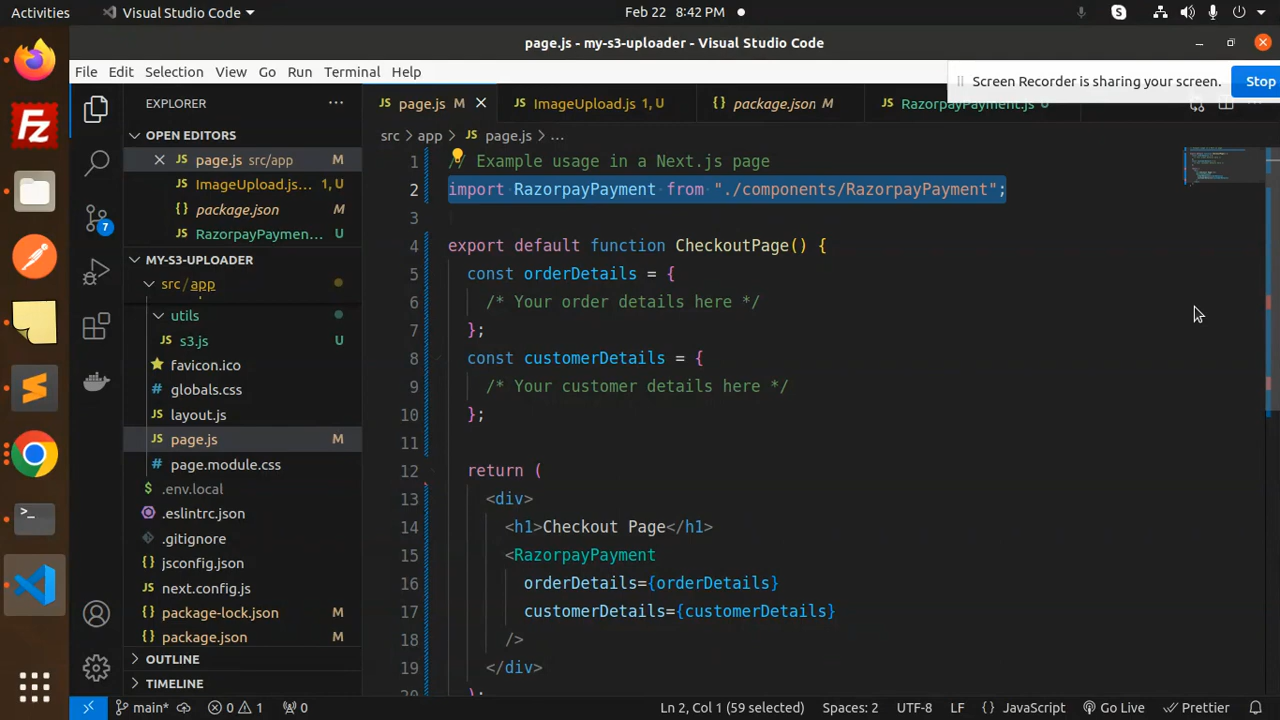 Activities
Visual Studio Code
Feb 22 8:42 PM
page.js - my-s3-uploader - Visual Studio Code
File Edit Selection View Go Run Terminal Help
Screen Recorder is sharing your screen.
Stop
EXPLORER
page.js M
ImageUpload.js 1, U
package.json M
RazorpayPayment.js U
OPEN EDITORS
src app page.js ...
page.js src/app M
ImageUpload.js... 1, U
package.json M
RazorpayPaymen... U
MY-S3-UPLOADER
src/app
utils
s3.js U
favicon.ico
globals.css
layout.js
page.js M
page.module.css
.env.local
.eslintrc.json
.gitignore
jsconfig.json
next.config.js
package-lock.json M
package.json M
OUTLINE
TIMELINE
7
Fz
1 // Example usage in a Next.js page
2 import RazorpayPayment from "./components/RazorpayPayment";
3
4 export default function CheckoutPage() {
5 const orderDetails = {
6 /* Your order details here */
7 };
8 const customerDetails = {
9 /* Your customer details here */
10 };
11
12 return (
13 <div>
14 <h1>Checkout Page</h1>
15 <RazorpayPayment
16 orderDetails={orderDetails}
17 customerDetails={customerDetails}
18 />
19 </div>
20 );
main* 0 1 0
Ln 2, Col 1 (59 selected) Spaces: 2 UTF-8 LF {} JavaScript Go Live Prettier